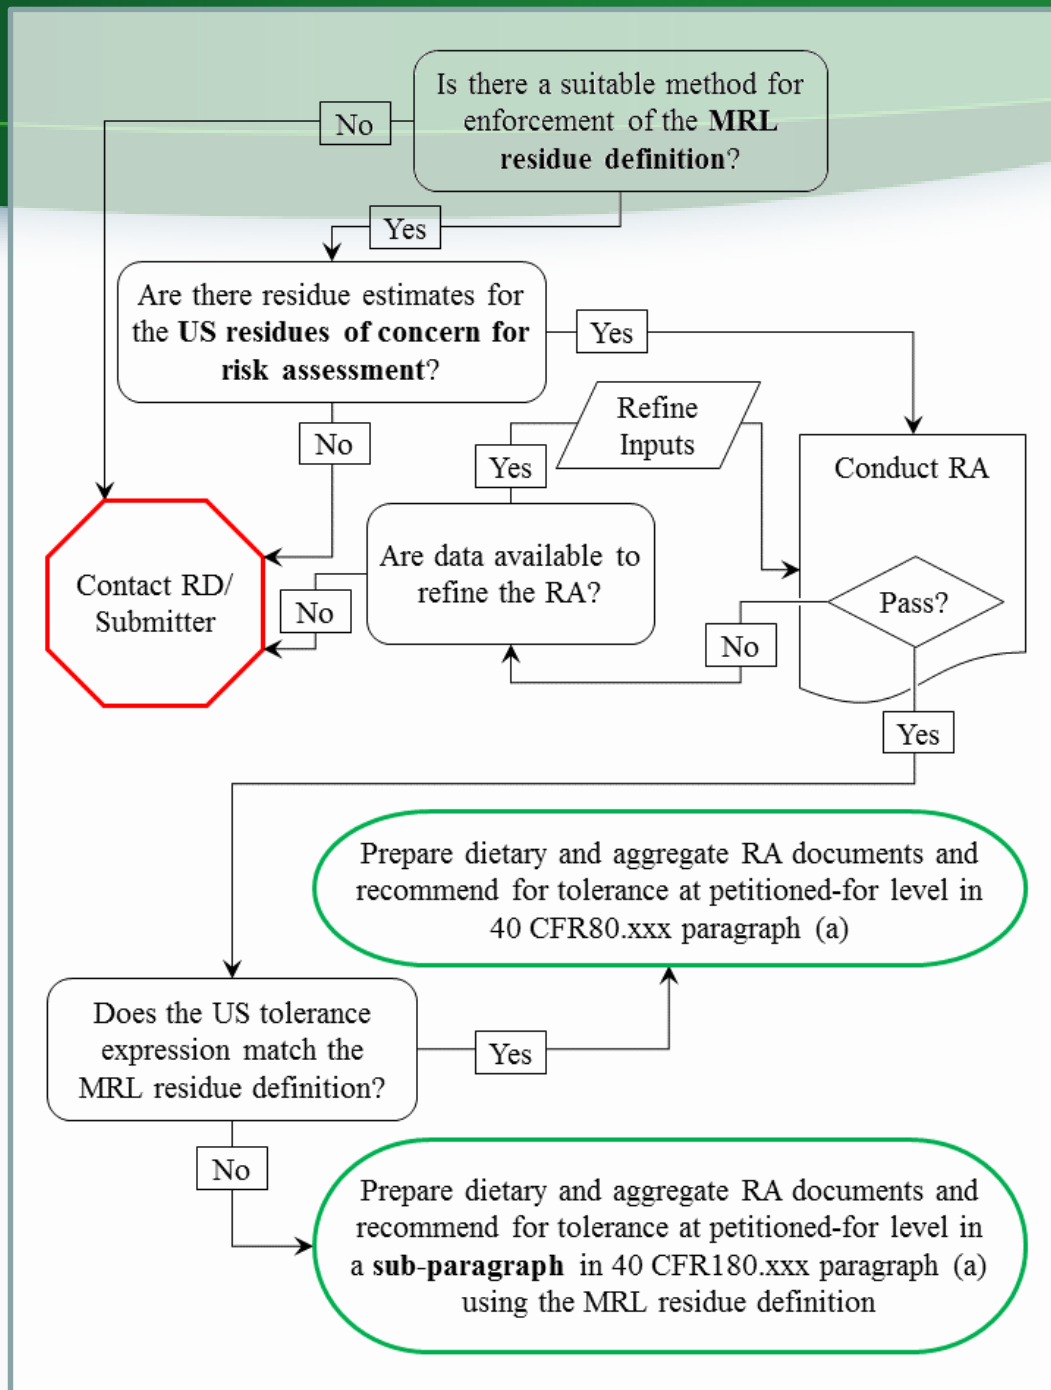 Is there a suitable method for
enforcement of the MRL
residue definition?
No
Yes
Are there residue estimates for
the US residues of concern for
risk assessment?
Yes
No
Refine
Inputs
Yes
Conduct RA
Are data available to
refine the RA?
Contact RD/
Submitter
No
Pass?
No
Yes
Prepare dietary and aggregate RA documents and
recommend for tolerance at petitioned-for level in
40 CFR80.xxx paragraph (a)
Does the US tolerance
expression match the
MRL residue definition?
Yes
No
Prepare dietary and aggregate RA documents and
recommend for tolerance at petitioned-for level in
a sub-paragraph in 40 CFR180.xxx paragraph (a)
using the MRL residue definition